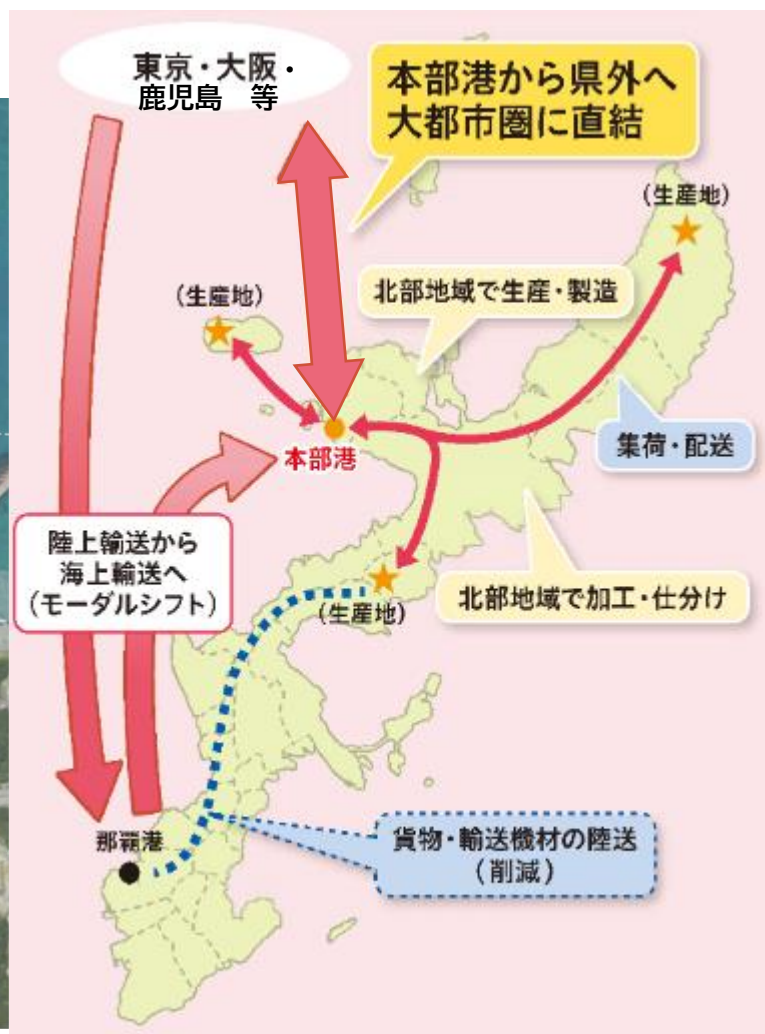 東京・大阪・
鹿児島　等
本部港から県外へ
大都市圏に直結
(生産地)
(生産地)
北部地域で生産・製造
本部港
集荷・配送
陸上輸送から
海上輸送へ
(モーダルシフト)
(生産地)
北部地域で加工・仕分け
那覇港
貨物・輸送機材の陸送
(削減)